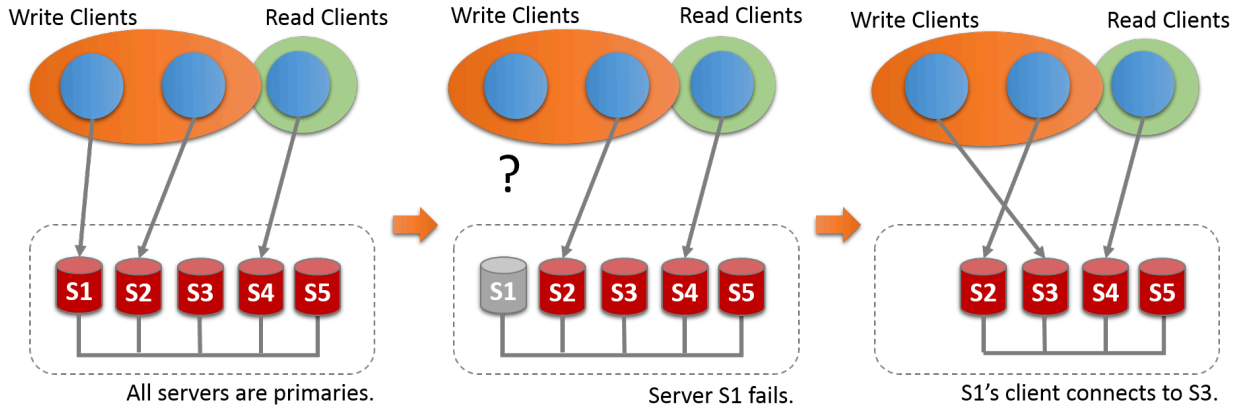 Write Clients
Read Clients
S1
S2
S3
S4
S5
All servers are primaries.
Write Clients
Read Clients
?
S1
S2
S3
S4
S5
Server S1 fails.
Write Clients
Read Clients
S2
S3
S4
S5
S1's client connects to S3.